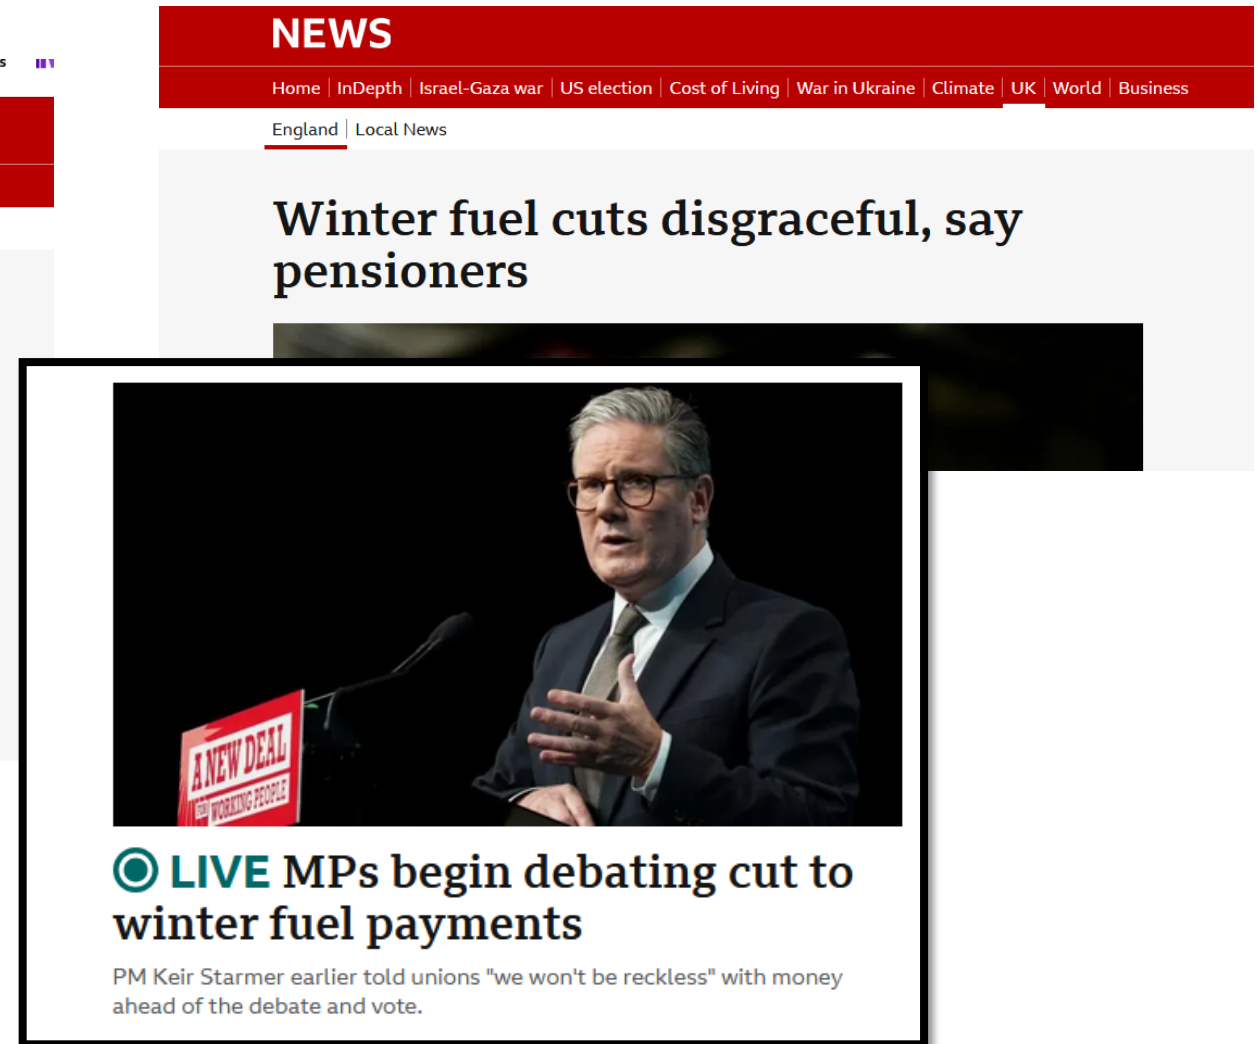 NEWS
Home InDepth Israel-Gaza war US election Cost of Living War in Ukraine Climate UK World Business
England Local News
Winter fuel cuts disgraceful, say
pensioners
A NEW DEAL
FOR WORKING PEOPLE
LIVE MPs begin debating cut to
winter fuel payments
PM Keir Starmer earlier told unions "we won't be reckless" with money
ahead of the debate and vote.